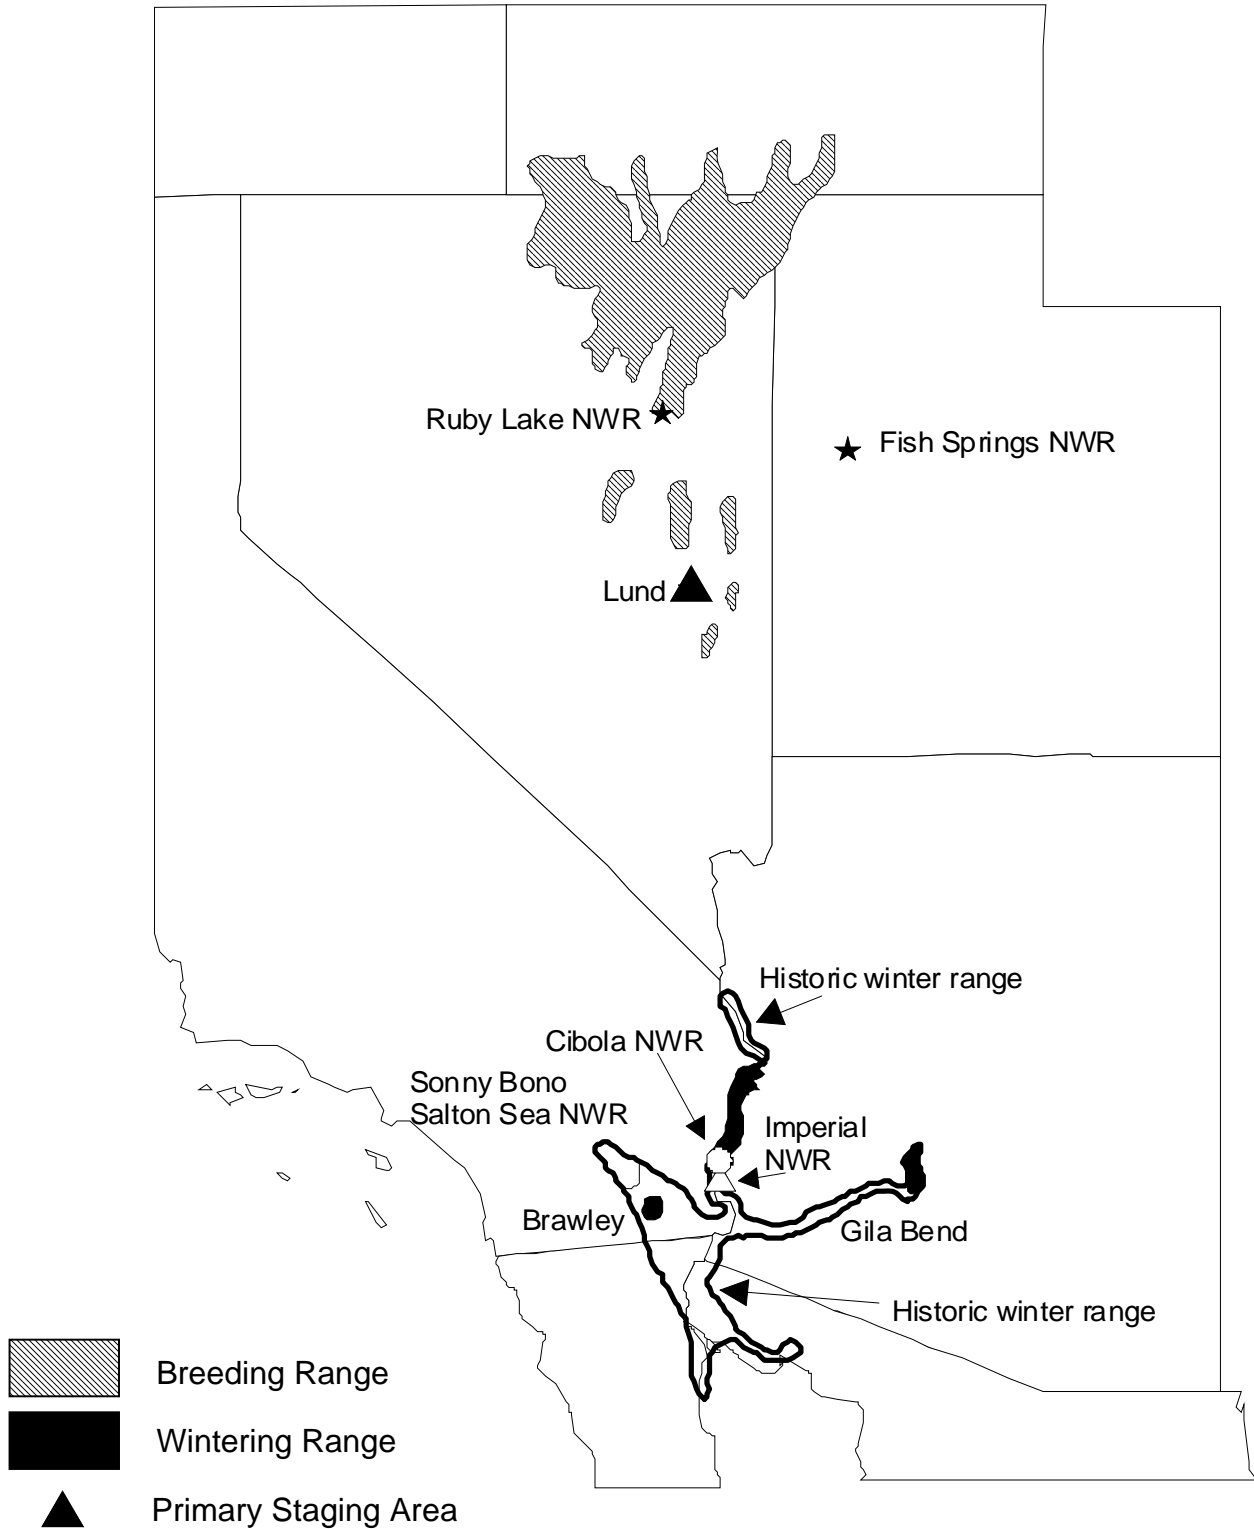 Ruby Lake NWR
Fish Springs NWR
Lund
Historic winter range
Cibola NWR
Sonny Bono
Salton Sea NWR
Imperial
NWR
Brawley
Gila Bend
Historic winter range
Breeding Range
Wintering Range
Primary Staging Area